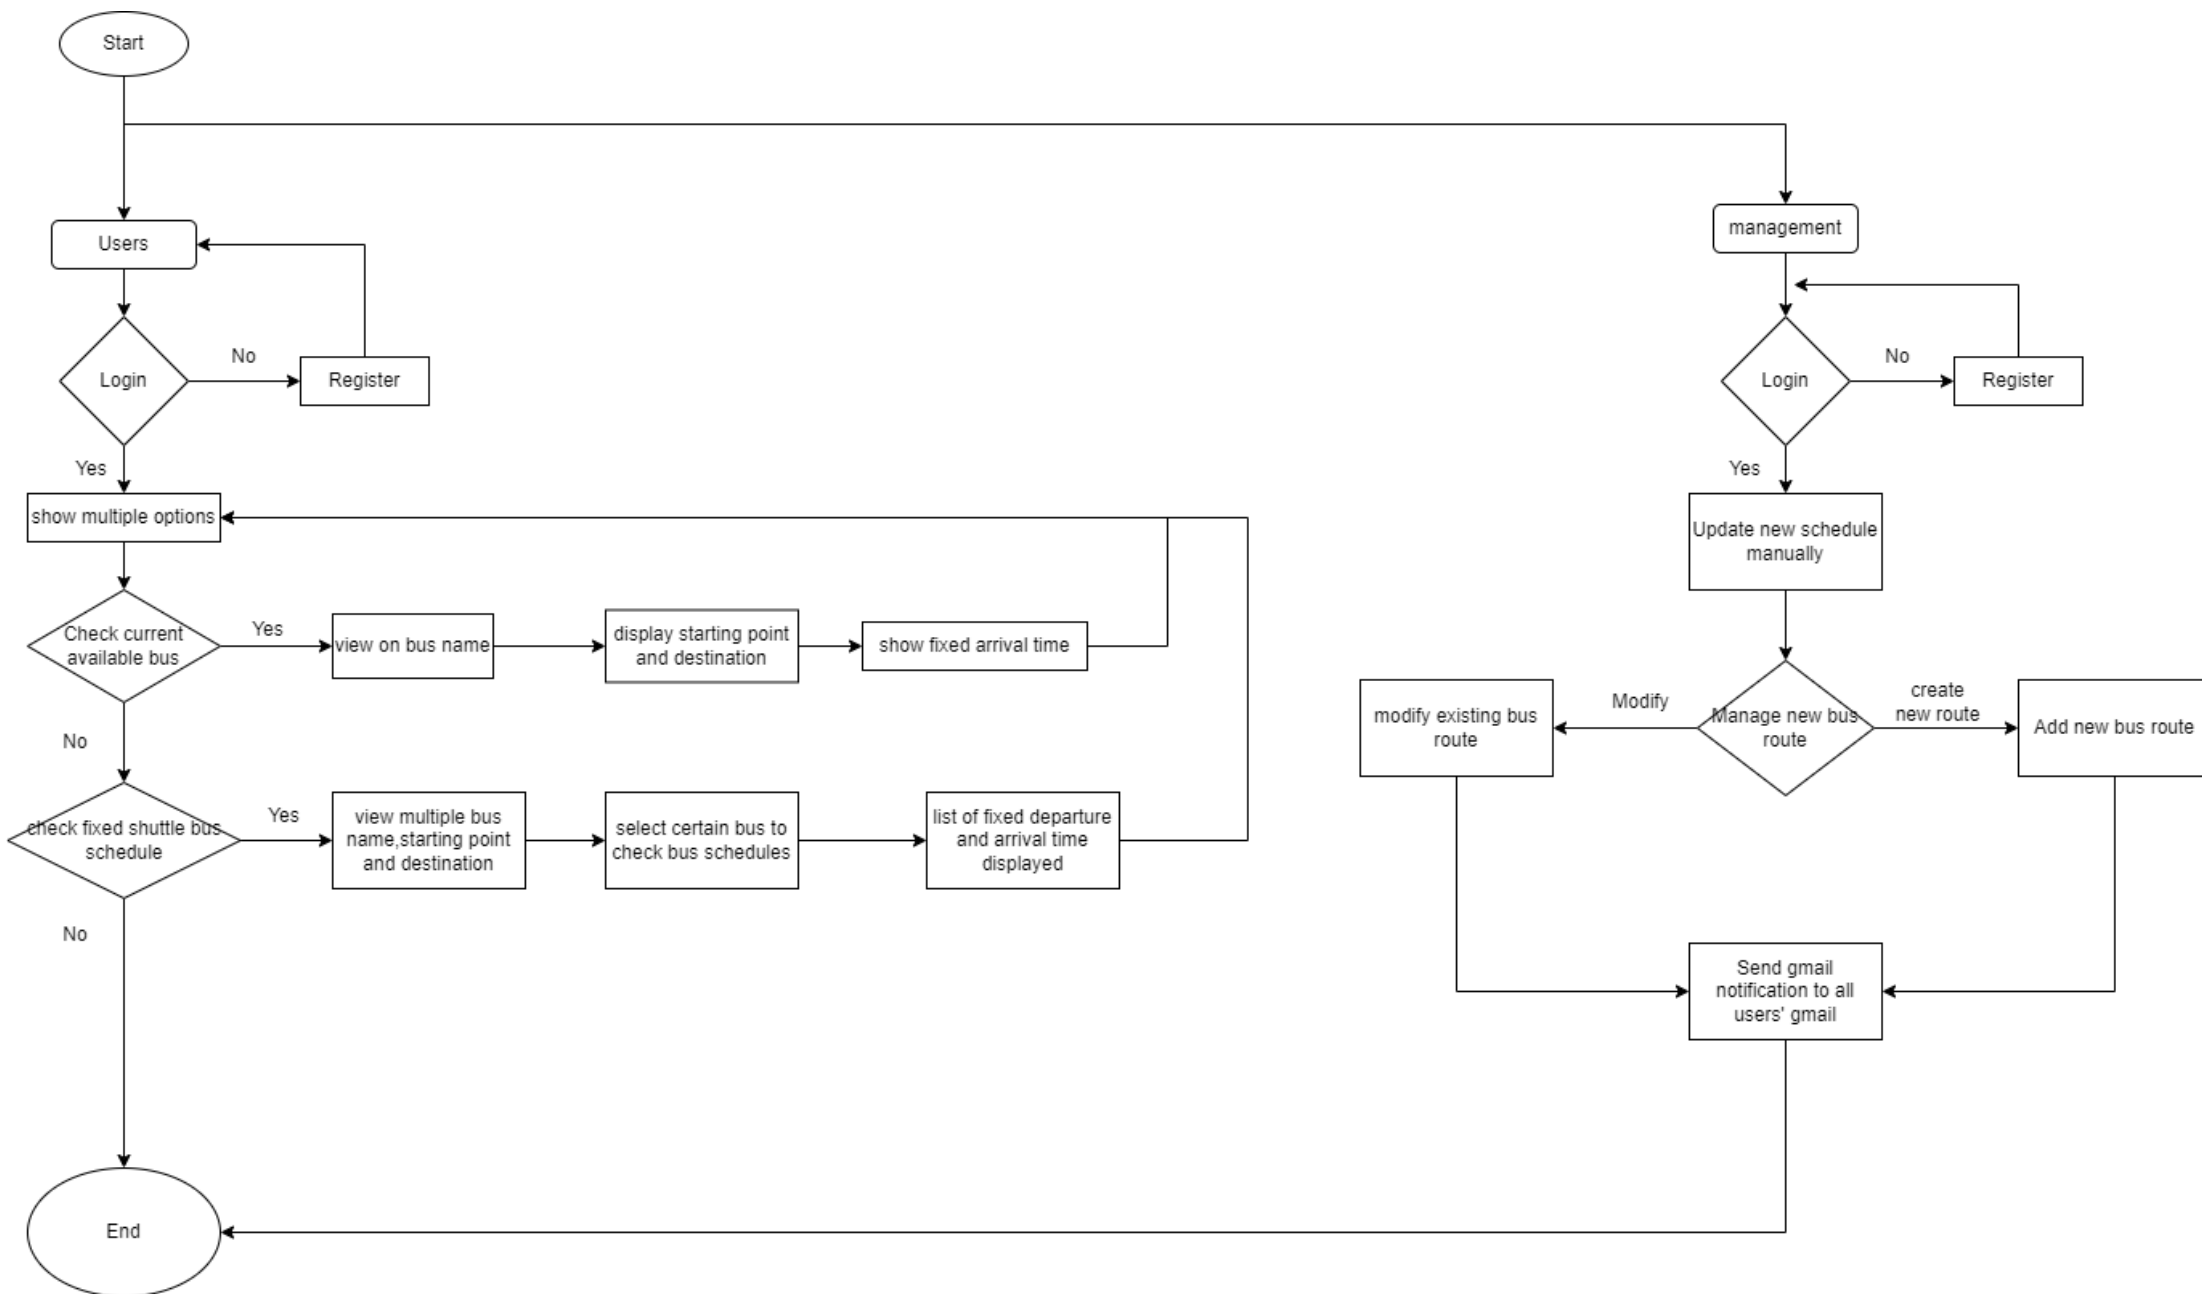 Start
Users
management
Login
No
Register
Login
No
Register
Yes
Yes
show multiple options
Update new schedule
manually
Check current
available bus
Yes
view on bus name
display starting point
and destination
show fixed arrival time
No
modify existing bus
route
Modify
Manage new bus
route
create
new route
Add new bus route
check fixed shuttle bus
schedule
Yes
view multiple bus
name,starting point
and destination
select certain bus to
check bus schedules
list of fixed departure
and arrival time
displayed
No
Send gmail
notification to all
users' gmail
End